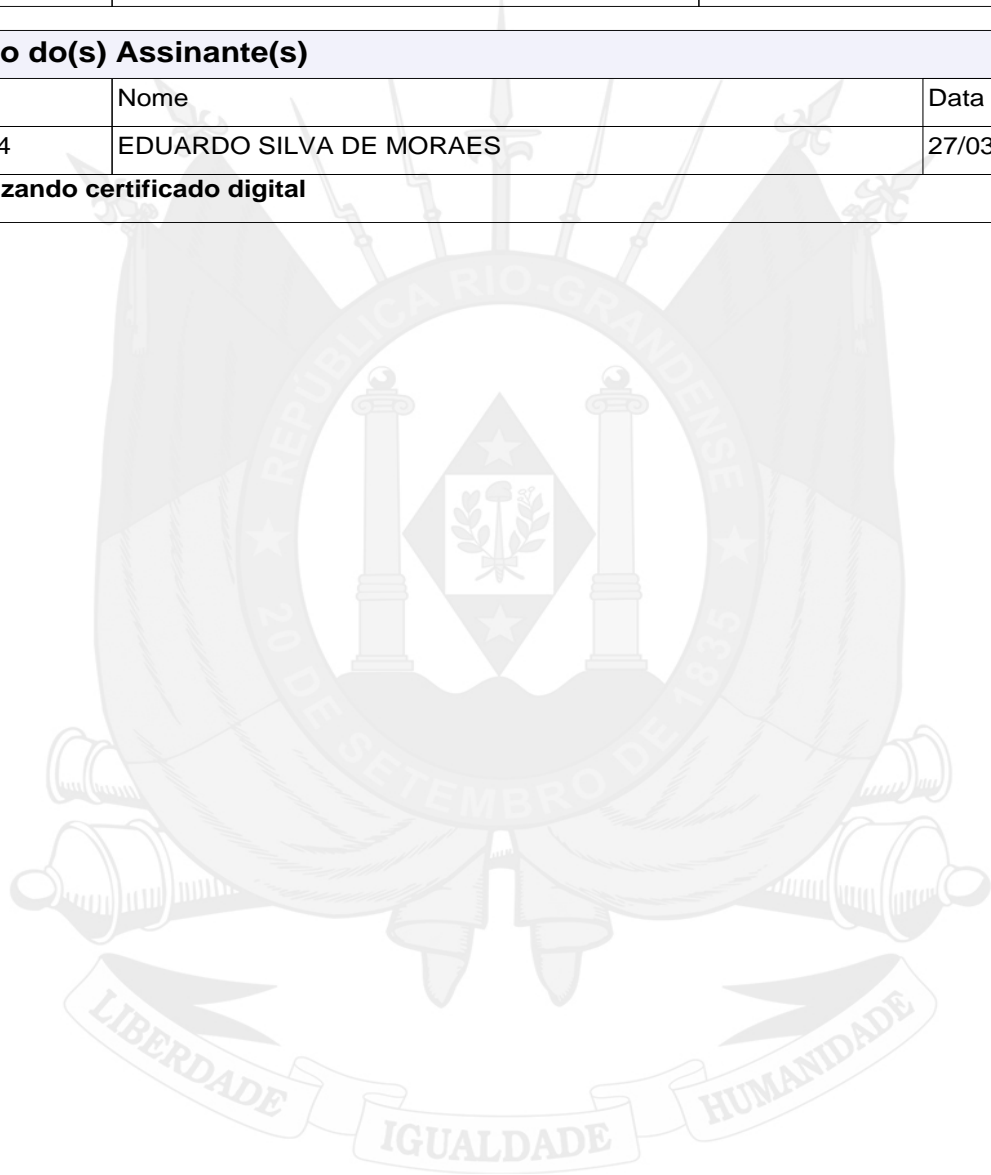 o do(s) Assinante(s)
Nome Data
4 EDUARDO SILVA DE MORAES 27/03
zando certificado digital
REPÚBLICA RIO-GRANDENSE
20 DE SETEMBRO DE 1835
LIBERDADE IGUALDADE HUMANIDADE